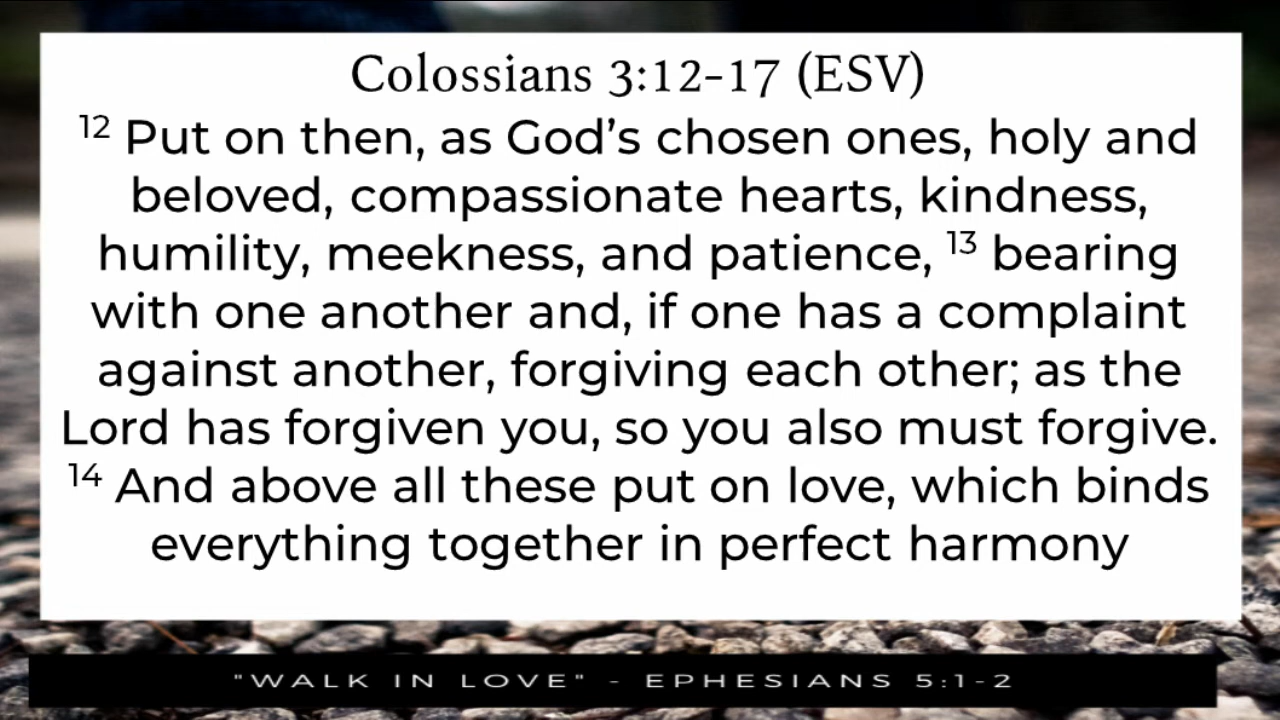 Colossians 3:12-17 (ESV)
12 Put on then, as God’s chosen ones, holy and
beloved, compassionate hearts, kindness,
humility, meekness, and patience, 13 bearing
with one another and, if one has a complaint
against another, forgiving each other; as the
Lord has forgiven you, so you also must forgive.
14 And above all these put on love, which binds
everything together in perfect harmony
"WALK IN LOVE" - EPHESIANS 5:1-2